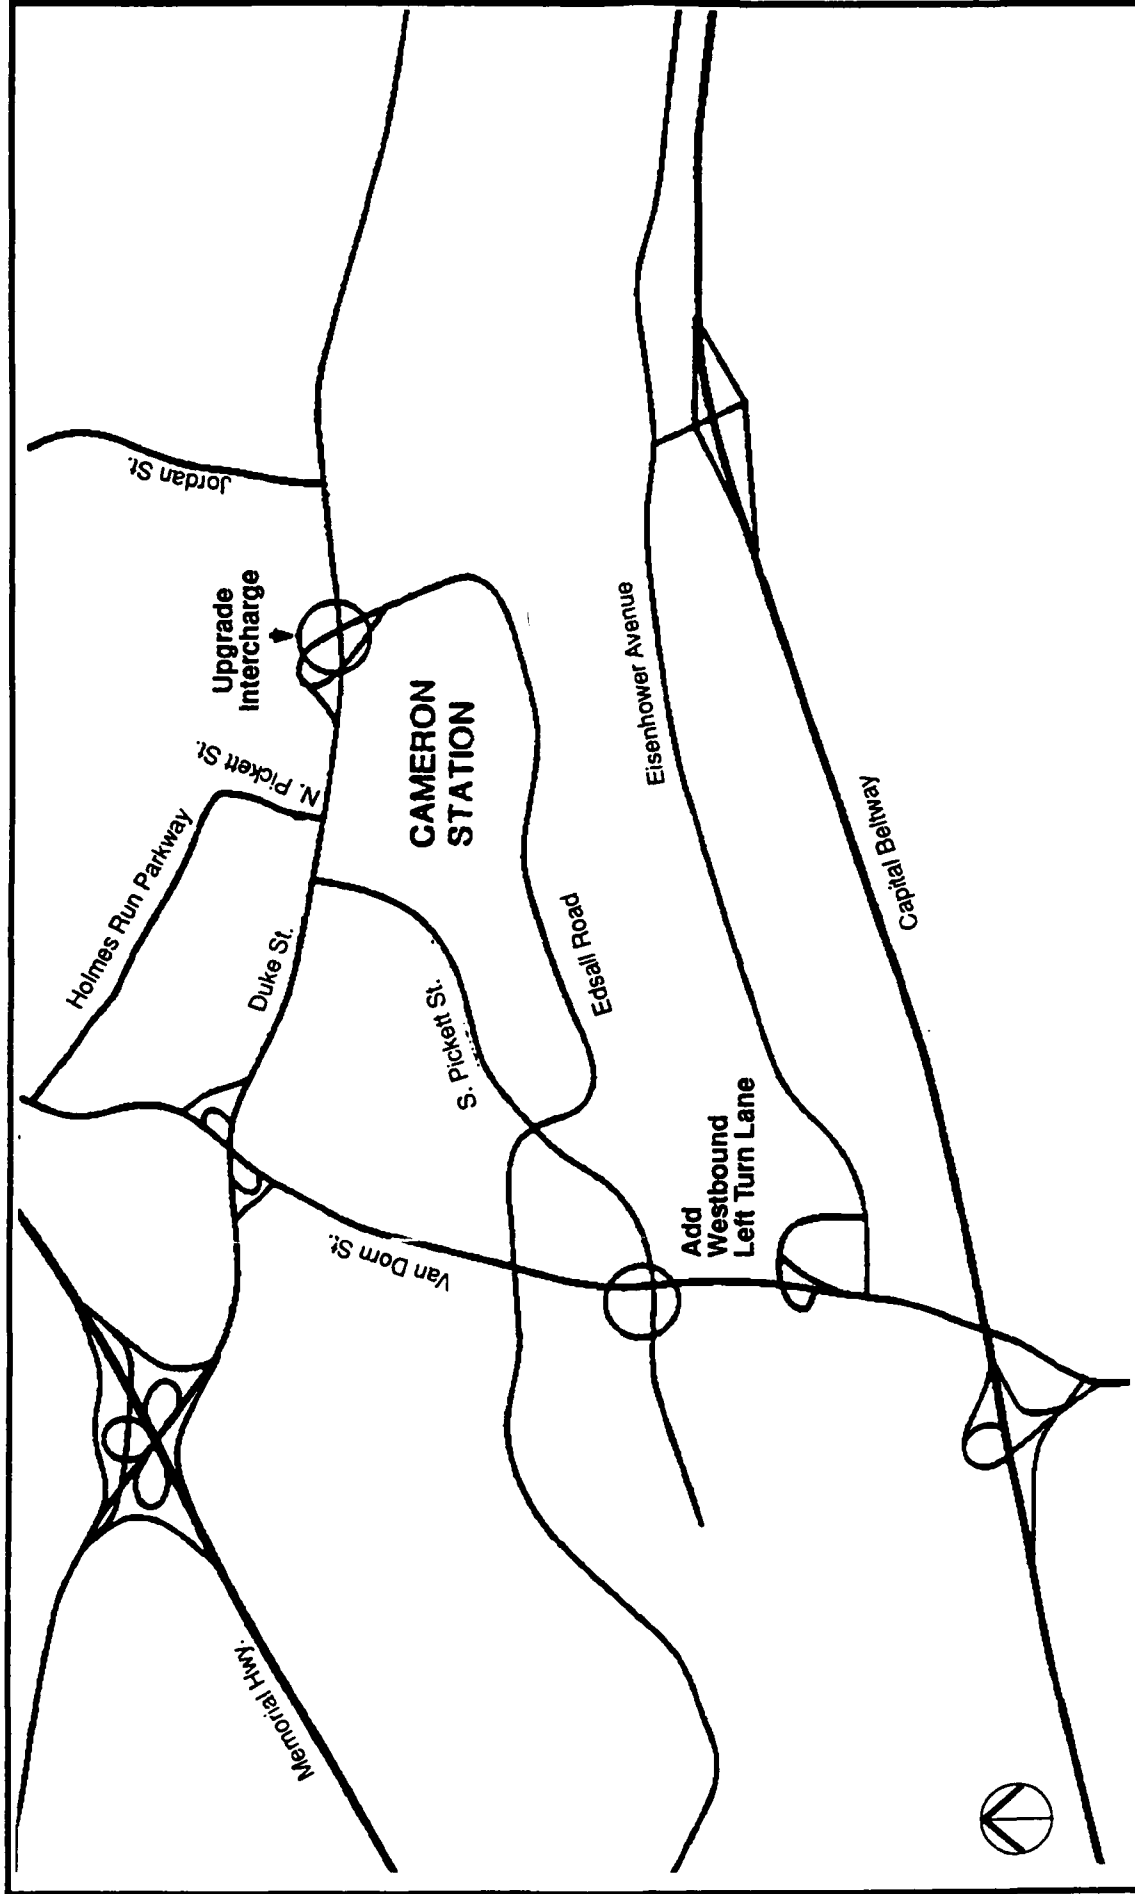 Jordan St.
Upgrade
Intercharge
N. Pickett St.
Holmes Run Parkway
CAMERON
STATION
Duke St.
Eisenhower Avenue
Capital Beltway
Edsall Road
S. Pickett St.
Add
Westbound
Left Turn Lane
Van Dorn St.
Memorial Hwy.